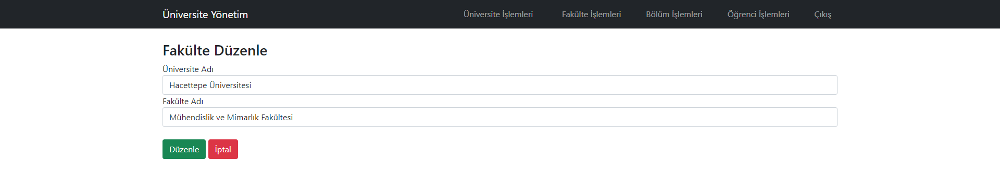 Üniversite Yönetim Üniversite İşlemleri Fakülte İşlemleri Bölüm İşlemleri Öğrenci İşlemleri Çıkış
Fakülte Düzenle
Üniversite Adı
Hacettepe Üniversitesi
Fakülte Adı
Mühendislik ve Mimarlık Fakültesi
Düzenle İptal